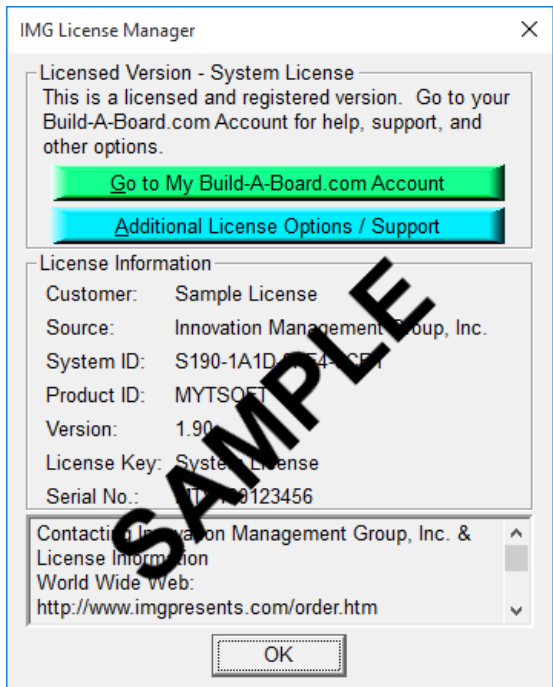 IMG License Manager
Licensed Version - System License
This is a licensed and registered version. Go to your
Build-A-Board.com Account for help, support, and
other options.
Go to My Build-A-Board.com Account
Additional License Options / Support
License Information
Customer: Sample License
Source: Innovation Management Group, Inc.
System ID:
Product ID: MYTSOFT
Version: 1.90
License Key: System License
Serial No.:
Contacting Innovation Management Group, Inc. &
License Information
World Wide Web:
http://www.imgpresents.com/order.htm
OK
SAMPLE